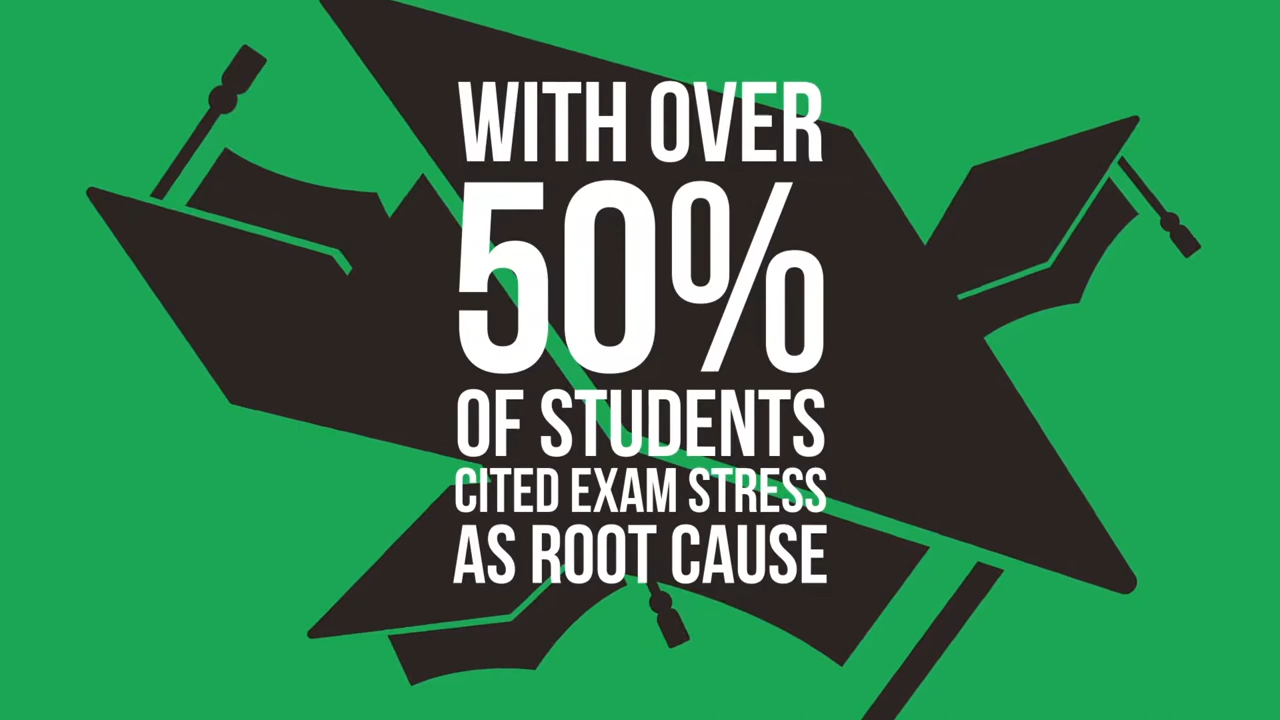 WITH OVER
50%
OF STUDENTS
CITED EXAM STRESS
AS ROOT CAUSE